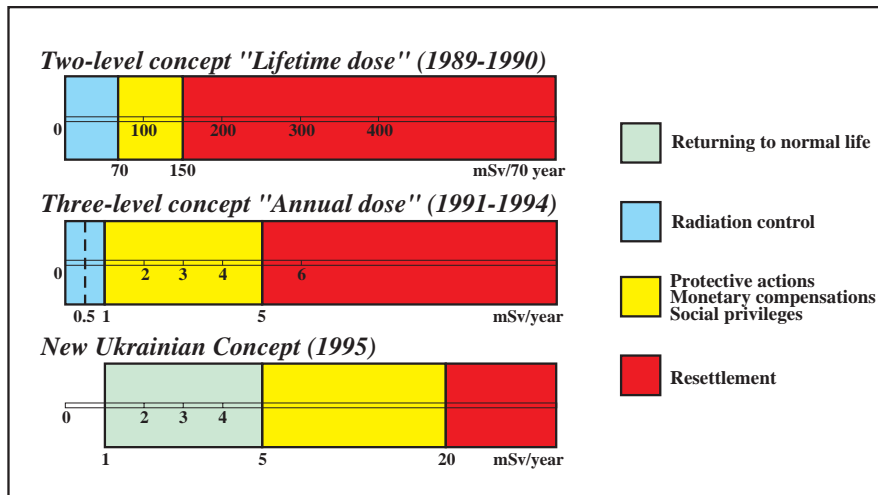 Two-level concept "Lifetime dose" (1989-1990)
0 100 200 300 400
70 150 mSv/70 year
Three-level concept "Annual dose" (1991-1994)
0 2 3 4 6
0.5 1 5 mSv/year
New Ukrainian Concept (1995)
0 2 3 4
1 5 20 mSv/year
Returning to normal life
Radiation control
Protective actions
Monetary compensations
Social privileges
Resettlement